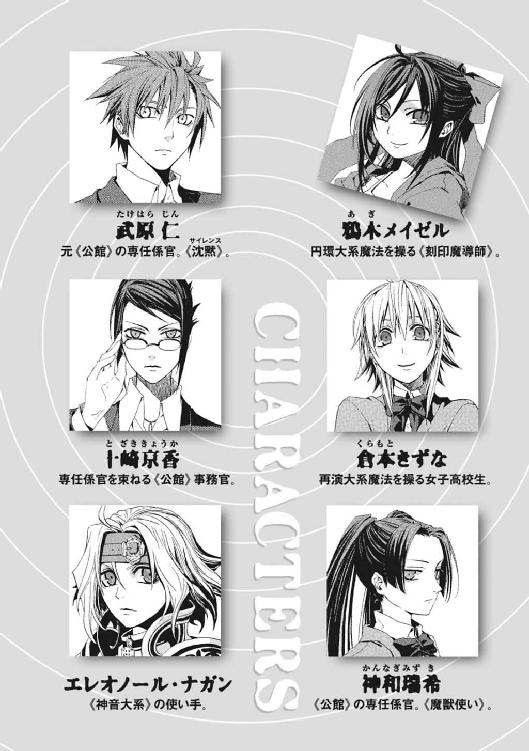 たけはら じん
武原 仁
サイレンス
元《公館》の専任係官。《沈黙》。
あぎ
鴉木メイゼル
円環大系魔法を操る《刻印魔導師》。
と ざききょうか
十崎京香
専任係官を束ねる《公館》事務官。
くらもと
倉本きずな
再演大系魔法を操る女子高校生。
エレオノール・ナガン
《神音大系》の使い手。
かんなぎみず き
神和瑞希
《公館》の専任係官。《魔獣使い》。
CHARACTERS